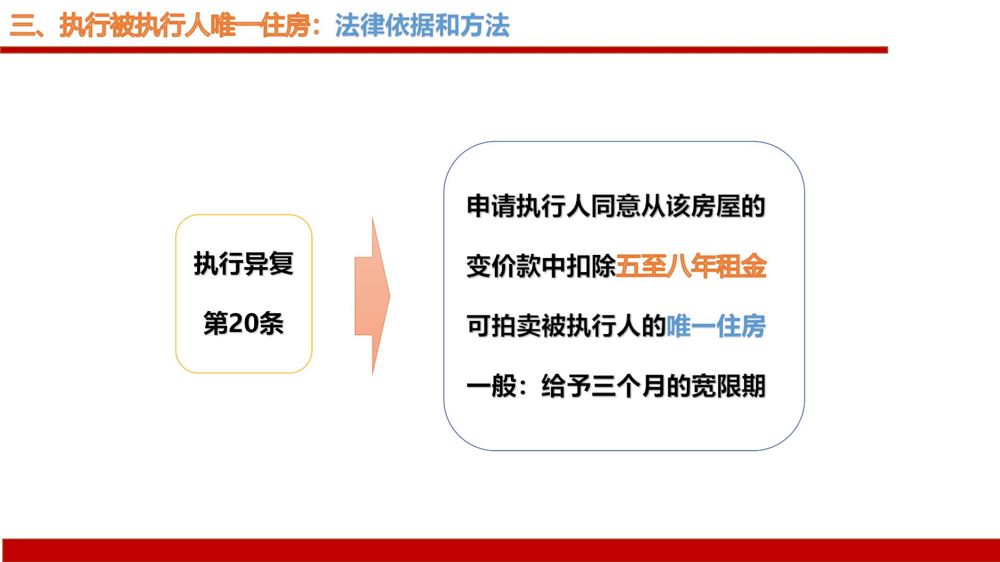 三、执行被执行人唯一住房：法律依据和方法
执行异复
第20条
申请执行人同意从该房屋的
变价款中扣除五至八年租金
可拍卖被执行人的唯一住房
一般：给予三个月的宽限期